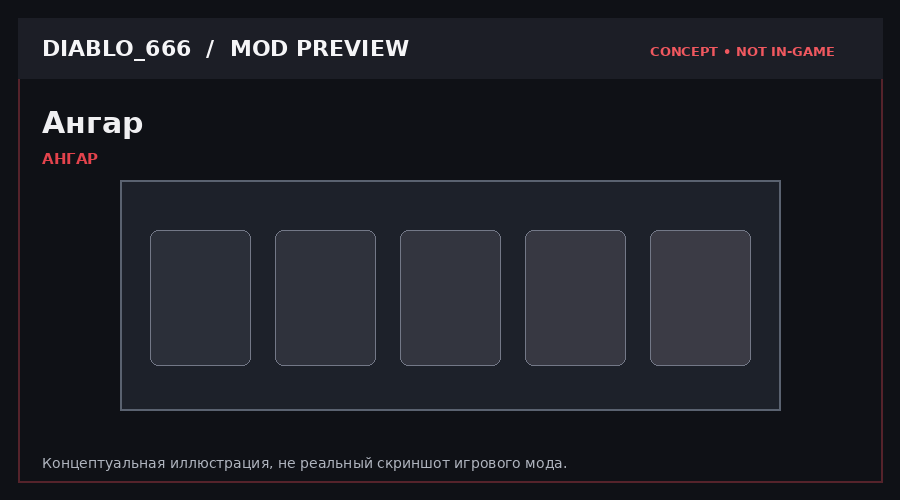 DIABLO_666 / MOD PREVIEW
CONCEPT • NOT IN-GAME
Ангар
АНГАР
Концептуальная иллюстрация, не реальный скриншот игрового мода.